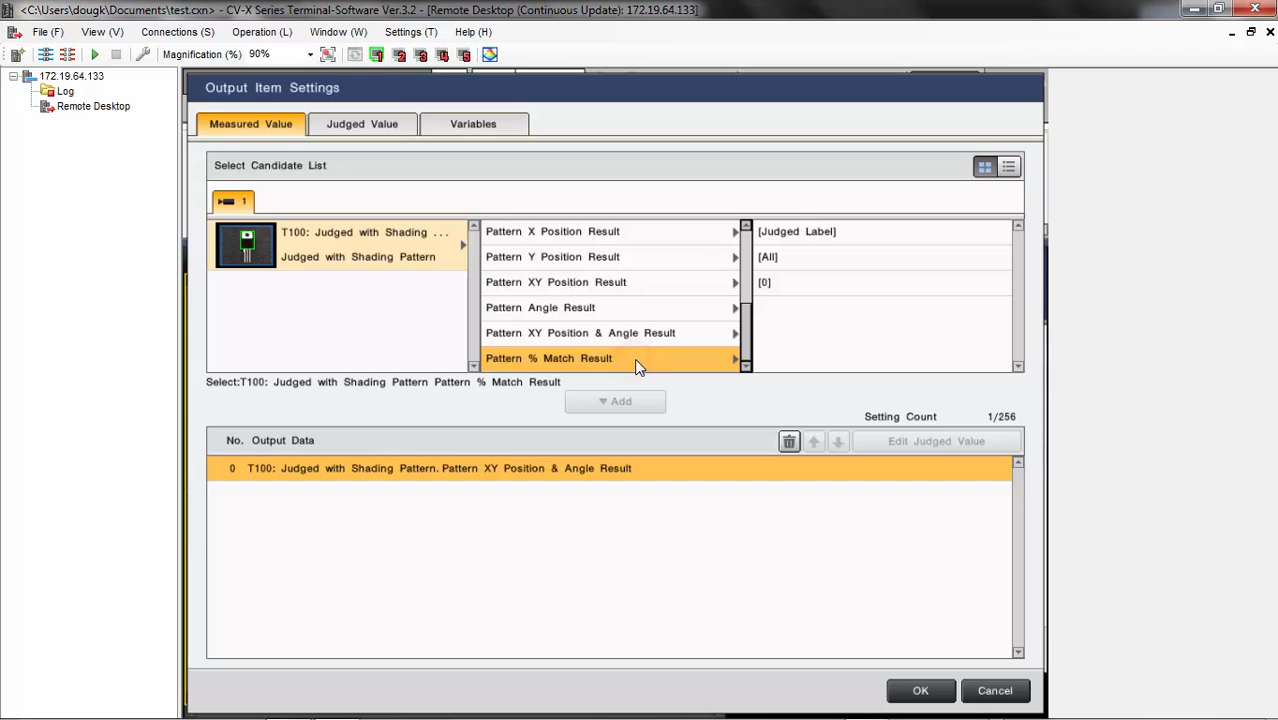 <C:\Users\dougk\Documents\test.cxn> - CV-X Series Terminal-Software Ver.3.2 - [Remote Desktop (Continuous Update): 172.19.64.133]
File (F) View (V) Connections (S) Operation (L) Window (W) Settings (T) Help (H)
Magnification (%) 90% 1 2 3 4 5
172.19.64.133
Log
Remote Desktop
Output Item Settings
Measured Value Judged Value Variables
Select Candidate List
1
T100: Judged with Shading ...
Judged with Shading Pattern
Pattern X Position Result
Pattern Y Position Result
Pattern XY Position Result
Pattern Angle Result
Pattern XY Position & Angle Result
Pattern % Match Result
[Judged Label]
[All]
[0]
Select:T100: Judged with Shading Pattern Pattern % Match Result
Add
Setting Count 1/256
No. Output Data Edit Judged Value
0 T100: Judged with Shading Pattern. Pattern XY Position & Angle Result
OK Cancel